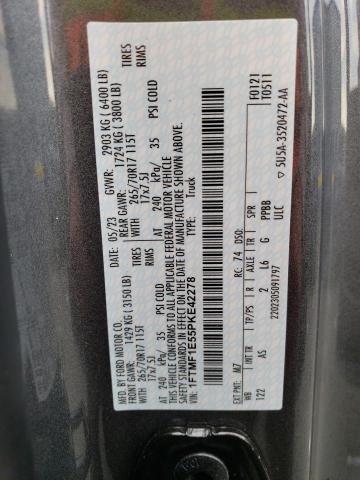 MFD. BY FORD MOTOR CO.
DATE: 05/23 GVWR: 2903 KG ( 6400 LB)
FRONT GAWR: 1429 KG ( 3150 LB) REAR GAWR: 1724 KG ( 3800 LB)
265/70R17 115T TIRES 265/70R17 115T TIRES
17x7.5J RIMS 17x7.5J RIMS
AT 240 kPa/ 35 PSI COLD AT 240 kPa/ 35 PSI COLD
THIS VEHICLE CONFORMS TO ALL APPLICABLE FEDERAL MOTOR VEHICLE
SAFETY STANDARDS IN EFFECT ON THE DATE OF MANUFACTURE SHOWN ABOVE.
VIN: 1FTMF1E55PKE42278
Truck
F0121
T0511
EXT PNT: M7 RC: 74 DSO:
WB INT TR TP/PS R AXLE TR SPR
122 AS 2 L6 G PPBB
2202305091797 ULC
5U5A-3520472-AA